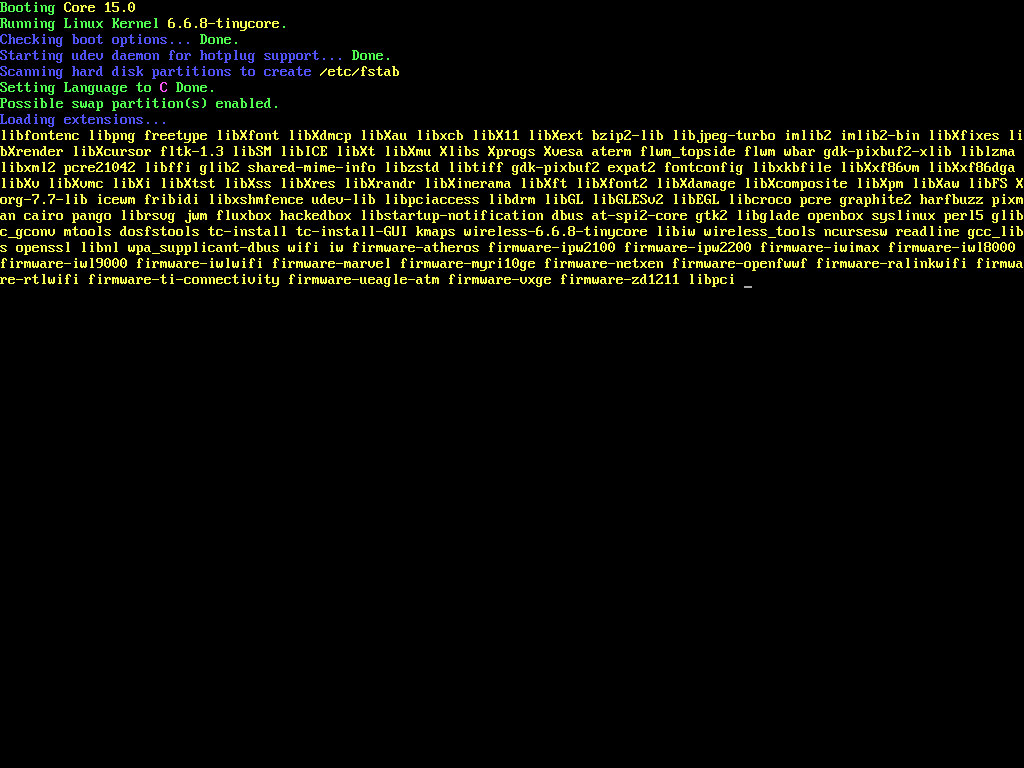 Booting Core 15.0
Running Linux Kernel 6.6.8-tinycore.
Checking boot options... Done.
Starting udev daemon for hotplug support... Done.
Scanning hard disk partitions to create /etc/fstab
Setting Language to C Done.
Possible swap partition(s) enabled.
Loading extensions...
libfontenc libpng freetype libXfont libXdmcp libXau libxcb libX11 libXext bzip2-lib libjpeg-turbo imlib2 imlib2-bin libXfixes li
bXrender libXcursor fltk-1.3 libSM libICE libXt libXmu Xlibs Xprogs Xvesa aterm flwm_topside flwm wbar gdk-pixbuf2-xlib liblzma
libxml2 pcre21042 libffi glib2 shared-mime-info libzstd libtiff gdk-pixbuf2 expat2 fontconfig libxkbfile libXxf86vm libXxf86dga
libXv libXvmc libXi libXtst libXss libXres libXrandr libXinerama libXft libXfont2 libXdamage libXcomposite libXpm libXaw libFS X
org-7.7-lib icewm fribidi libxshmfence udev-lib libpciaccess libdrm libGL libGLESv2 libEGL libcroco pcre graphite2 harfbuzz pixm
an cairo pango librsvg jwm fluxbox hackedbox libstartup-notification dbus at-spi2-core gtk2 libglade openbox syslinux perl5 glib
c_gconv mtools dosfstools tc-install tc-install-GUI kmaps wireless-6.6.8-tinycore libiw wireless_tools ncursesw readline gcc_lib
s openssl libnl wpa_supplicant-dbus wifi iw firmware-atheros firmware-ipw2100 firmware-ipw2200 firmware-iwimax firmware-iwl8000
firmware-iwl9000 firmware-iwlwifi firmware-marvel firmware-myri10ge firmware-netxen firmware-openfwwf firmware-ralinkwifi firmwa
re-rtlwifi firmware-ti-connectivity firmware-ueagle-atm firmware-vxge firmware-zd1211 libpci _